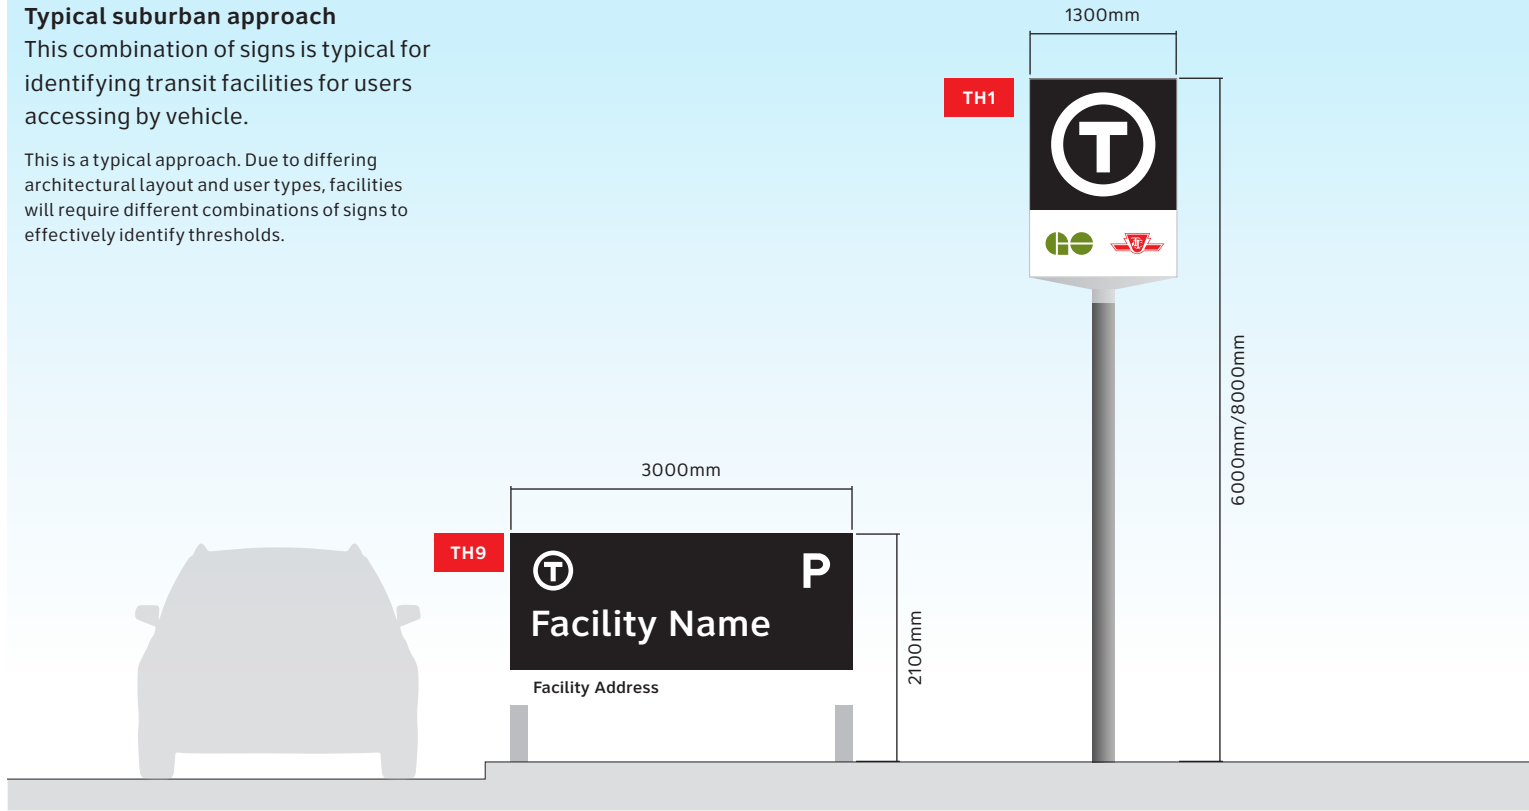 Typical suburban approach
This combination of signs is typical for
identifying transit facilities for users
accessing by vehicle.
This is a typical approach. Due to differing
architectural layout and user types, facilities
will require different combinations of signs to
effectively identify thresholds.
1300mm
TH1
T
GO
TTC
6000mm/8000mm
3000mm
TH9
T
P
Facility Name
Facility Address
2100mm